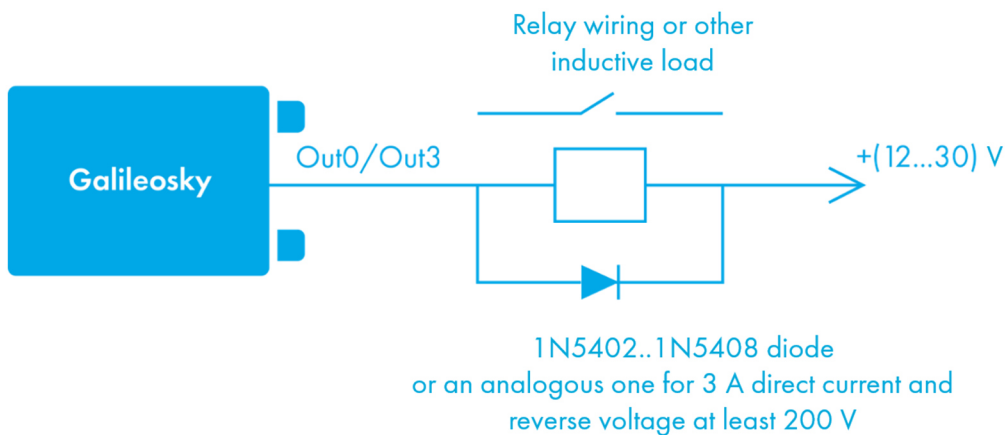 Relay wiring or other
inductive load
Galileosky
Out0/Out3
+(12...30) V
1N5402..1N5408 diode
or an analogous one for 3 A direct current and
reverse voltage at least 200 V